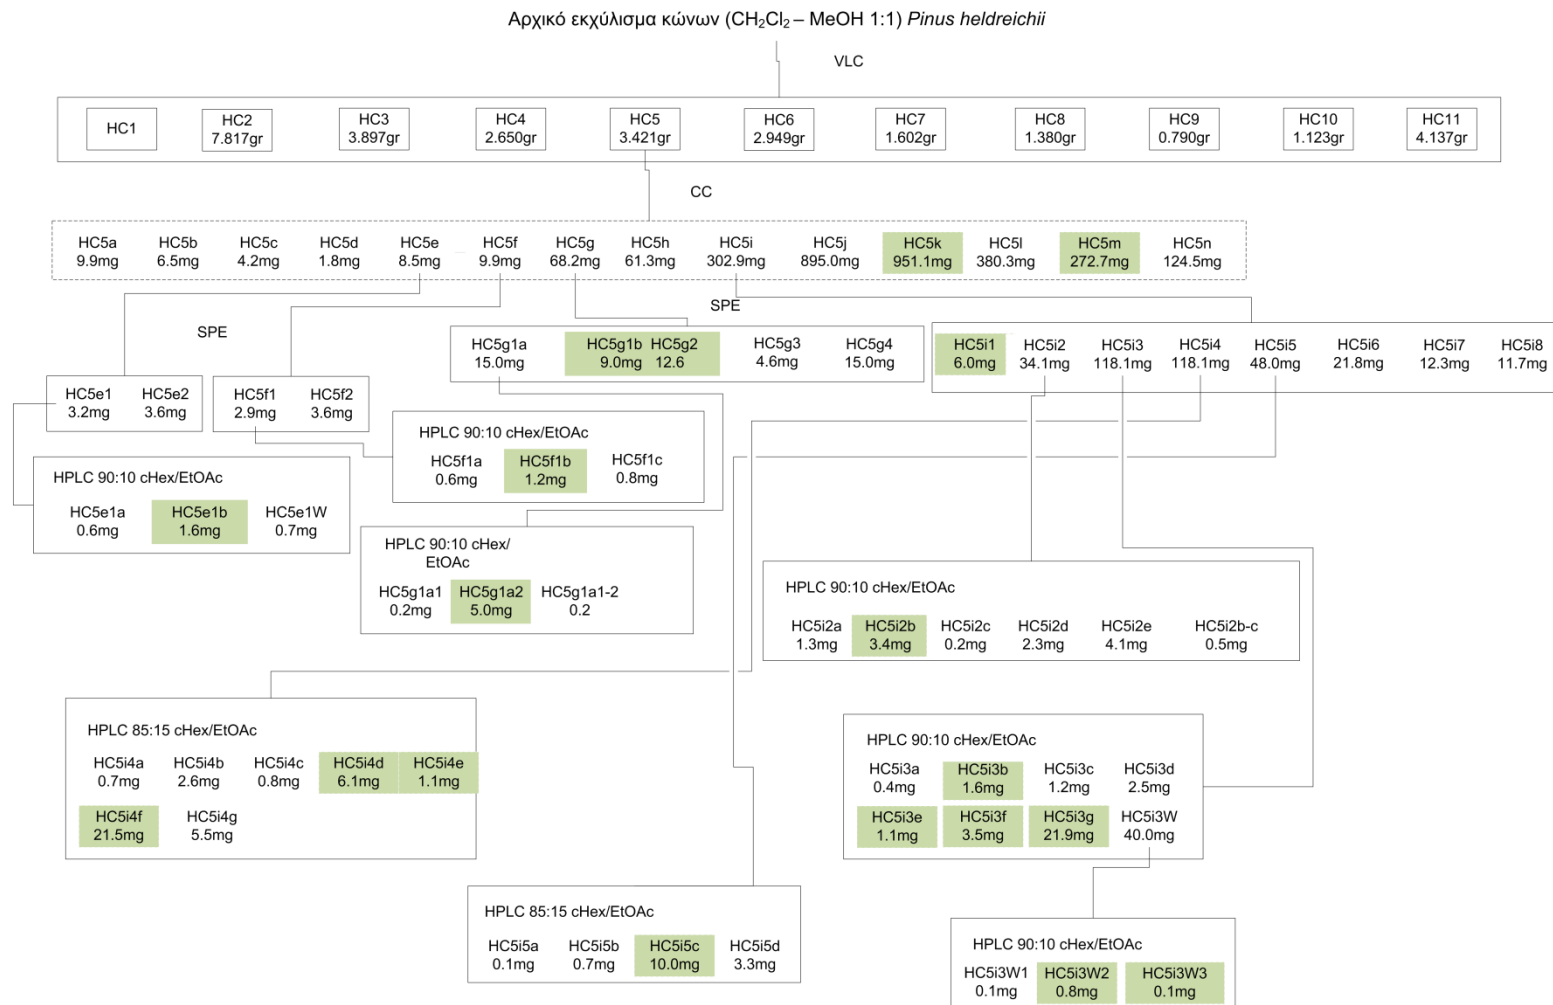 Αρχικό εκχύλισμα κώνων (CH₂Cl₂ – MeOH 1:1) Pinus heldreichii
VLC
HC1 HC2 HC3 HC4 HC5 HC6 HC7 HC8 HC9 HC10 HC11
7.817gr 3.897gr 2.650gr 3.421gr 2.949gr 1.602gr 1.380gr 0.790gr 1.123gr 4.137gr
CC
HC5a HC5b HC5c HC5d HC5e HC5f HC5g HC5h HC5i HC5j HC5k HC5l HC5m HC5n
9.9mg 6.5mg 4.2mg 1.8mg 8.5mg 9.9mg 68.2mg 61.3mg 302.9mg 895.0mg 951.1mg 380.3mg 272.7mg 124.5mg
SPE
SPE
HC5g1a HC5g1b HC5g2 HC5g3 HC5g4
15.0mg 9.0mg 12.6 4.6mg 15.0mg
HC5i1 HC5i2 HC5i3 HC5i4 HC5i5 HC5i6 HC5i7 HC5i8
6.0mg 34.1mg 118.1mg 118.1mg 48.0mg 21.8mg 12.3mg 11.7mg
HC5e1 HC5e2
3.2mg 3.6mg
HC5f1 HC5f2
2.9mg 3.6mg
HPLC 90:10 cHex/EtOAc
HC5f1a HC5f1b HC5f1c
0.6mg 1.2mg 0.8mg
HPLC 90:10 cHex/EtOAc
HC5e1a HC5e1b HC5e1W
0.6mg 1.6mg 0.7mg
HPLC 90:10 cHex/
EtOAc
HC5g1a1 HC5g1a2 HC5g1a1-2
0.2mg 5.0mg 0.2
HPLC 90:10 cHex/EtOAc
HC5i2a HC5i2b HC5i2c HC5i2d HC5i2e HC5i2b-c
1.3mg 3.4mg 0.2mg 2.3mg 4.1mg 0.5mg
HPLC 85:15 cHex/EtOAc
HC5i4a HC5i4b HC5i4c HC5i4d HC5i4e
0.7mg 2.6mg 0.8mg 6.1mg 1.1mg
HC5i4f HC5i4g
21.5mg 5.5mg
HPLC 90:10 cHex/EtOAc
HC5i3a HC5i3b HC5i3c HC5i3d
0.4mg 1.6mg 1.2mg 2.5mg
HC5i3e HC5i3f HC5i3g HC5i3W
1.1mg 3.5mg 21.9mg 40.0mg
HPLC 85:15 cHex/EtOAc
HC5i5a HC5i5b HC5i5c HC5i5d
0.1mg 0.7mg 10.0mg 3.3mg
HPLC 90:10 cHex/EtOAc
HC5i3W1 HC5i3W2 HC5i3W3
0.1mg 0.8mg 0.1mg